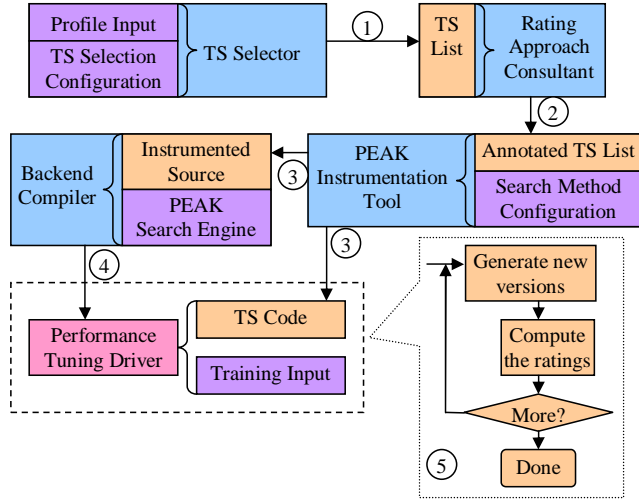 Profile Input
TS Selection
Configuration
TS Selector
1
TS
List
Rating
Approach
Consultant
2
Backend
Compiler
Instrumented
Source
PEAK
Search Engine
3
PEAK
Instrumentation
Tool
Annotated TS List
Search Method
Configuration
3
4
Performance
Tuning Driver
TS Code
Training Input
Generate new
versions
Compute
the ratings
More?
Done
5